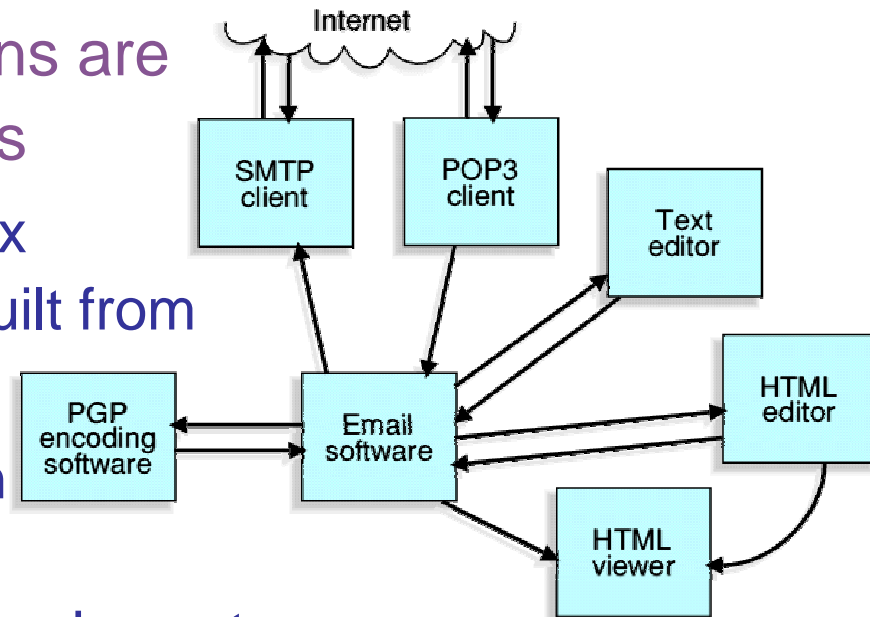 Internet
ns are
s
x
uilt from
SMTP
client
POP3
client
Text
editor
HTML
editor
PGP
encoding
software
Email
software
HTML
viewer